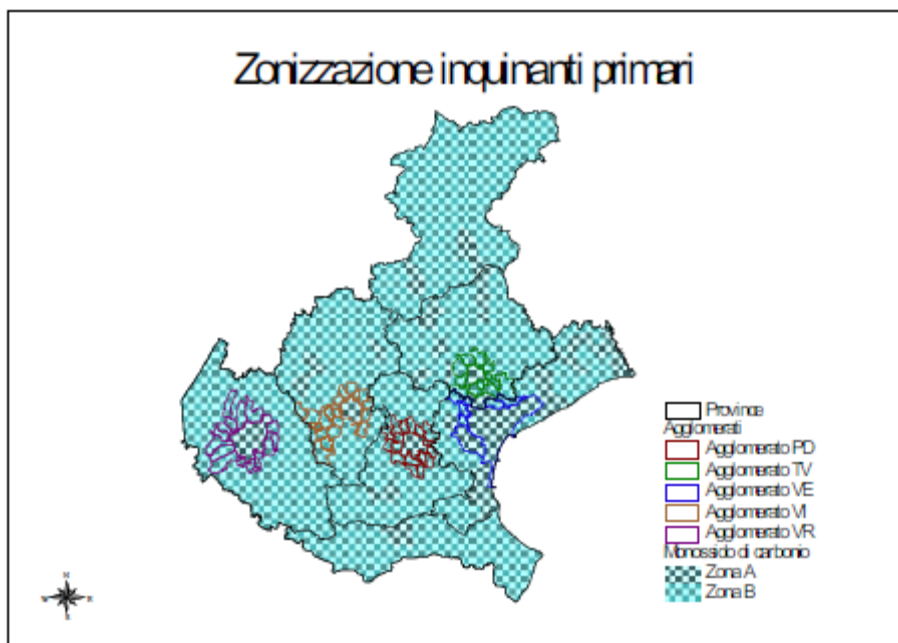 Zonizzazione inquinanti primari
Province
Agglomerati
Agglomerato PD
Agglomerato TV
Agglomerato VE
Agglomerato VI
Agglomerato VR
Monossido di carbonio
Zona A
Zona B